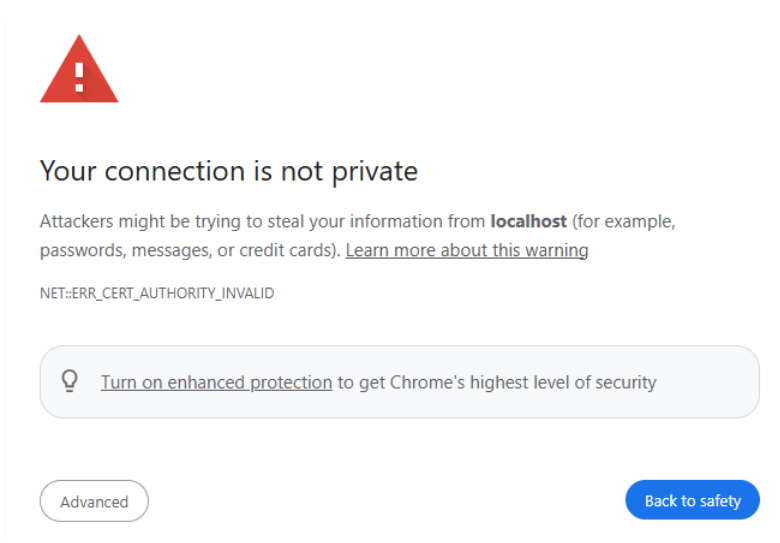 Your connection is not private
Attackers might be trying to steal your information from localhost (for example,
passwords, messages, or credit cards). Learn more about this warning
NET::ERR_CERT_AUTHORITY_INVALID
Turn on enhanced protection to get Chrome's highest level of security
Advanced
Back to safety